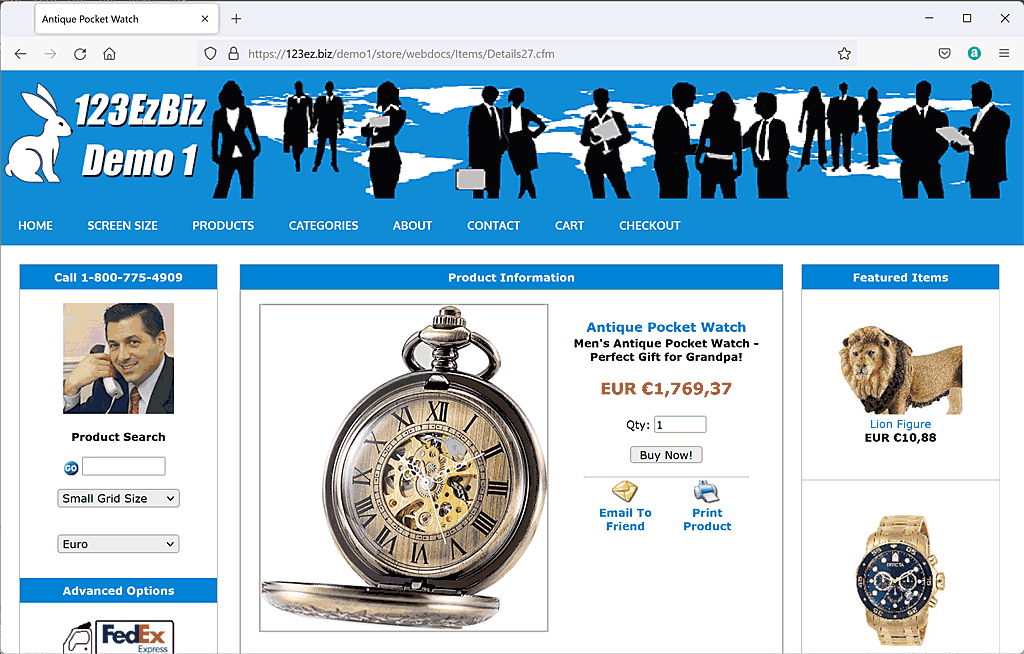 Antique Pocket Watch
https://123ez.biz/demo1/store/webdocs/Items/Details27.cfm
123EzBiz
Demo 1
HOME
SCREEN SIZE
PRODUCTS
CATEGORIES
ABOUT
CONTACT
CART
CHECKOUT
Call 1-800-775-4909
Product Search
GO
Small Grid Size
Euro
Advanced Options
FedEx
Express
Product Information
XII
Antique Pocket Watch
Men's Antique Pocket Watch -
Perfect Gift for Grandpa!
EUR €1,769,37
Qty: 1
Buy Now!
Email To
Friend
Print
Product
Featured Items
Lion Figure
EUR €10,88
INVICTA